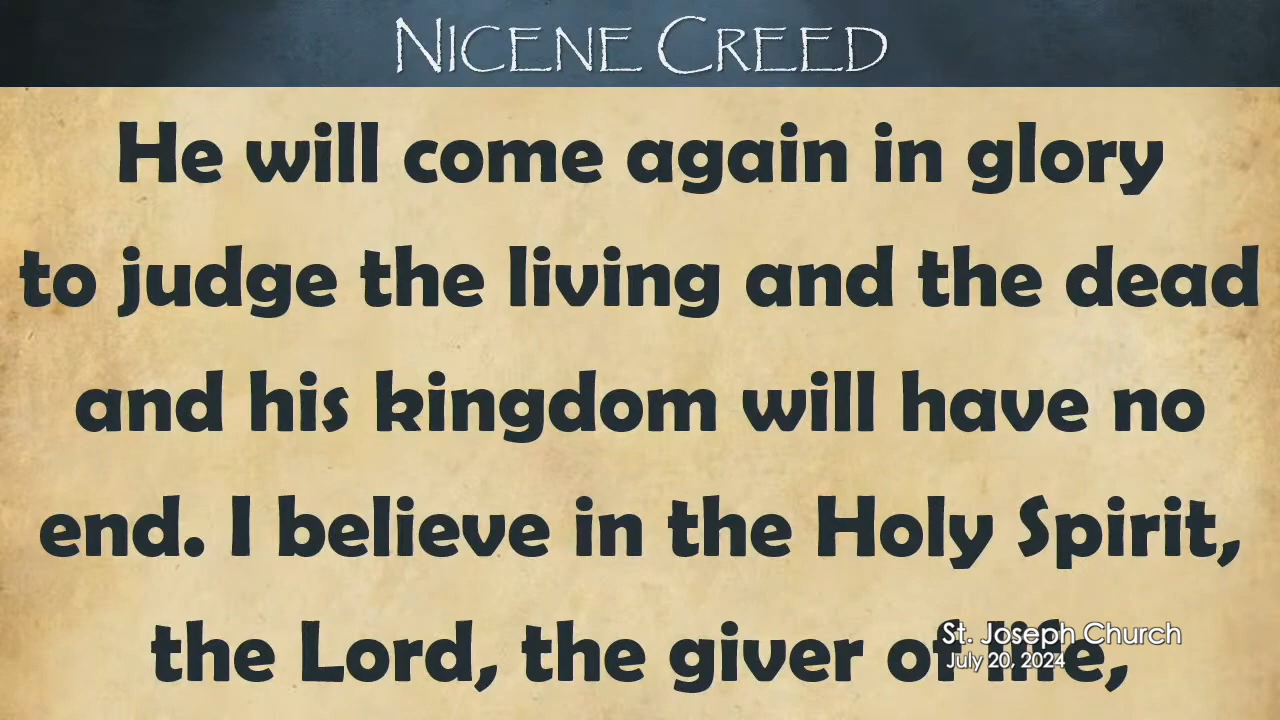 NICENE CREED
He will come again in glory
to judge the living and the dead
and his kingdom will have no
end. I believe in the Holy Spirit,
the Lord, the giver of life,
St. Joseph Church
July 20, 2024